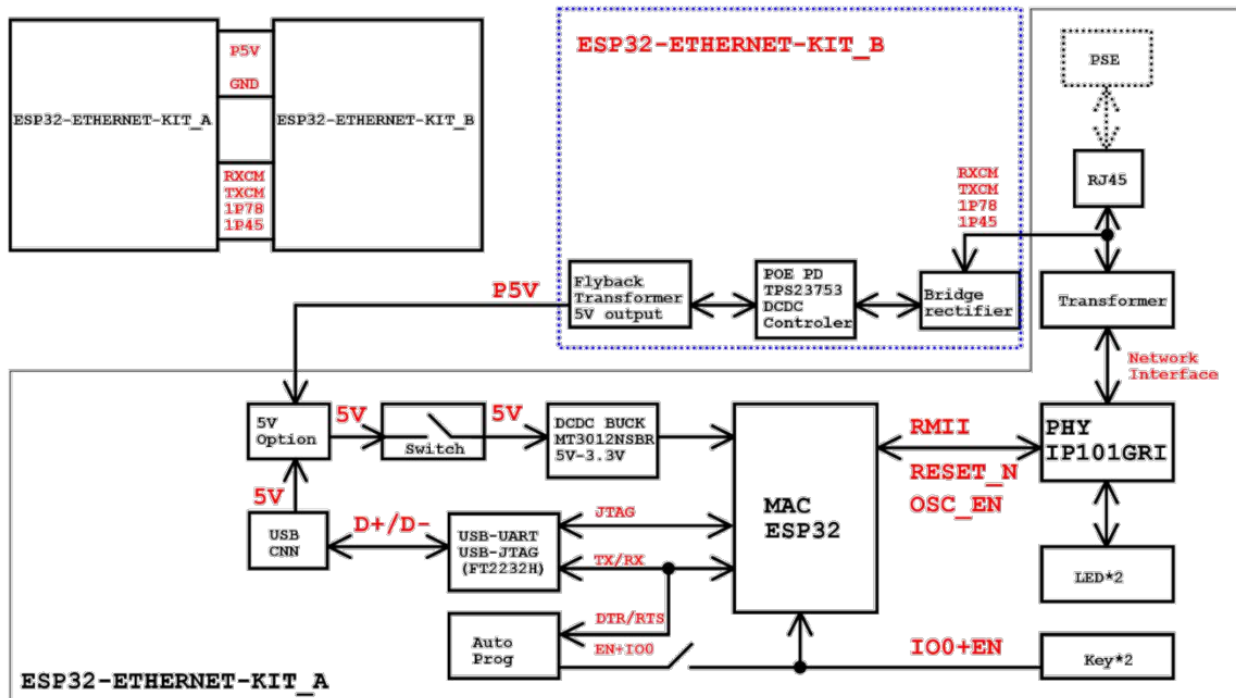 ESP32-ETHERNET-KIT_A
P5V
GND
RXCM
TXCM
1P78
1P45
ESP32-ETHERNET-KIT_B
ESP32-ETHERNET-KIT_B
PSE
RJ45
RXCM
TXCM
1P78
1P45
P5V
Flyback
Transformer
5V output
POE PD
TPS23753
DCDC
Controler
Bridge
rectifier
Transformer
Network
Interface
5V
Option
5V
Switch
5V
DCDC BUCK
MT3012NSBR
5V-3.3V
MAC
ESP32
RMII
RESET_N
OSC_EN
PHY
IP101GRI
5V
USB
CNN
D+/D-
USB-UART
USB-JTAG
(FT2232H)
JTAG
TX/RX
LED*2
Auto
Prog
DTR/RTS
EN+IO0
IO0+EN
Key*2
ESP32-ETHERNET-KIT_A